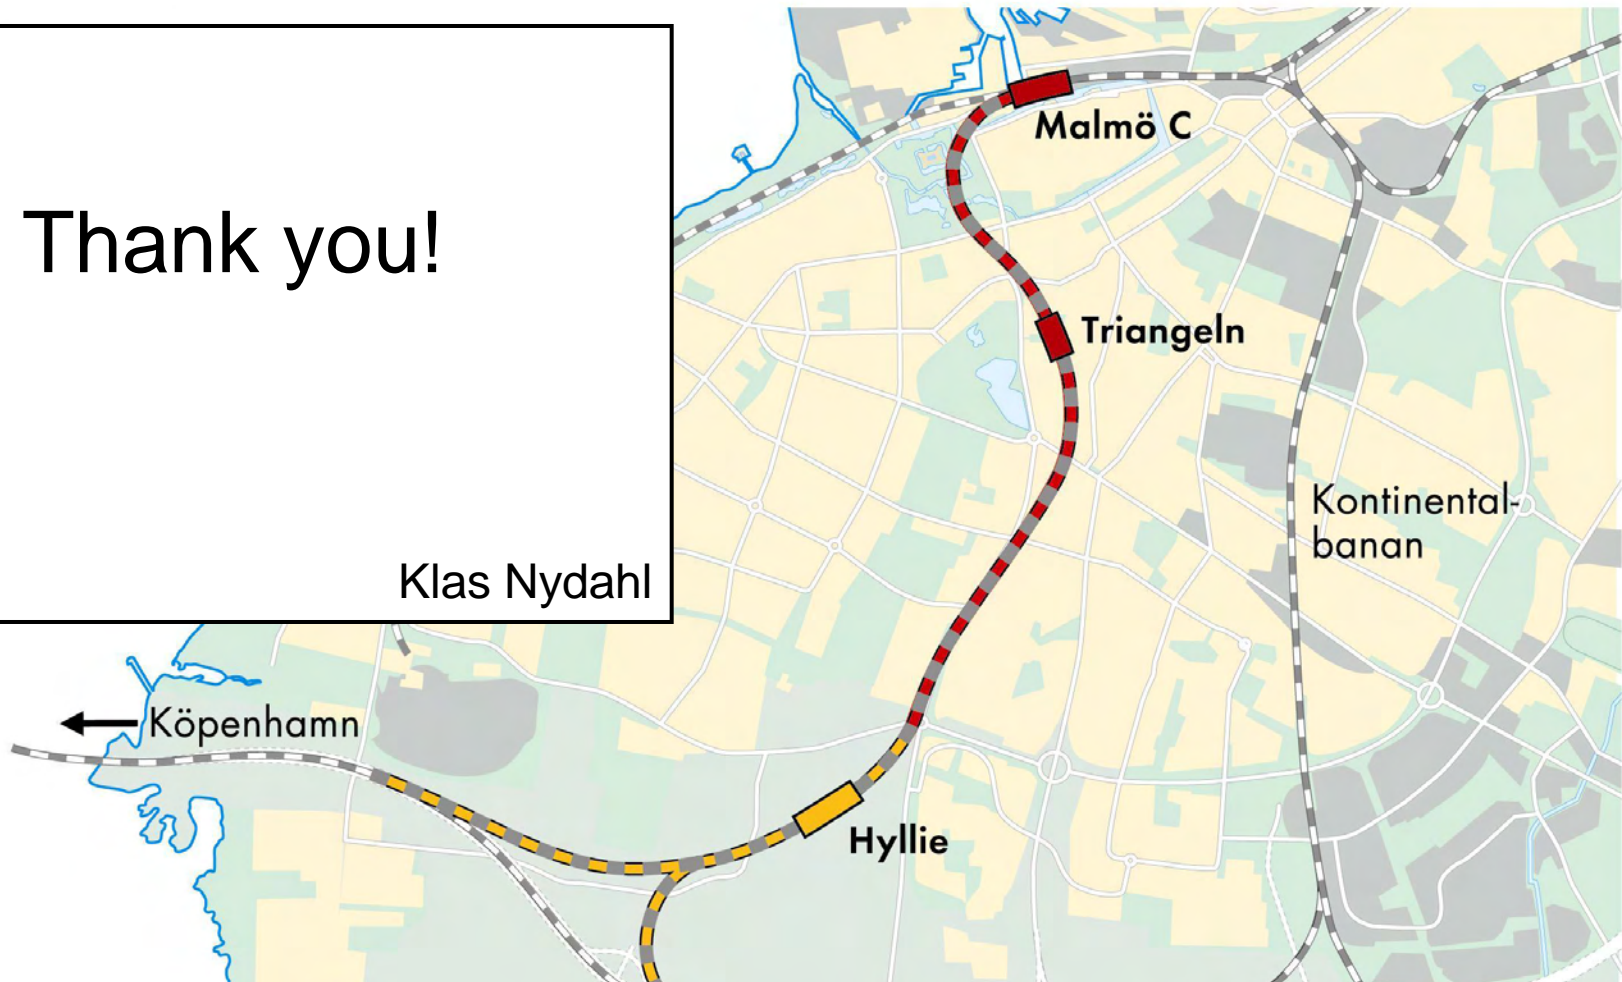 Thank you!
Klas Nydahl
Malmö C
Triangeln
Kontinental-
banan
Köpenhamn
Hyllie